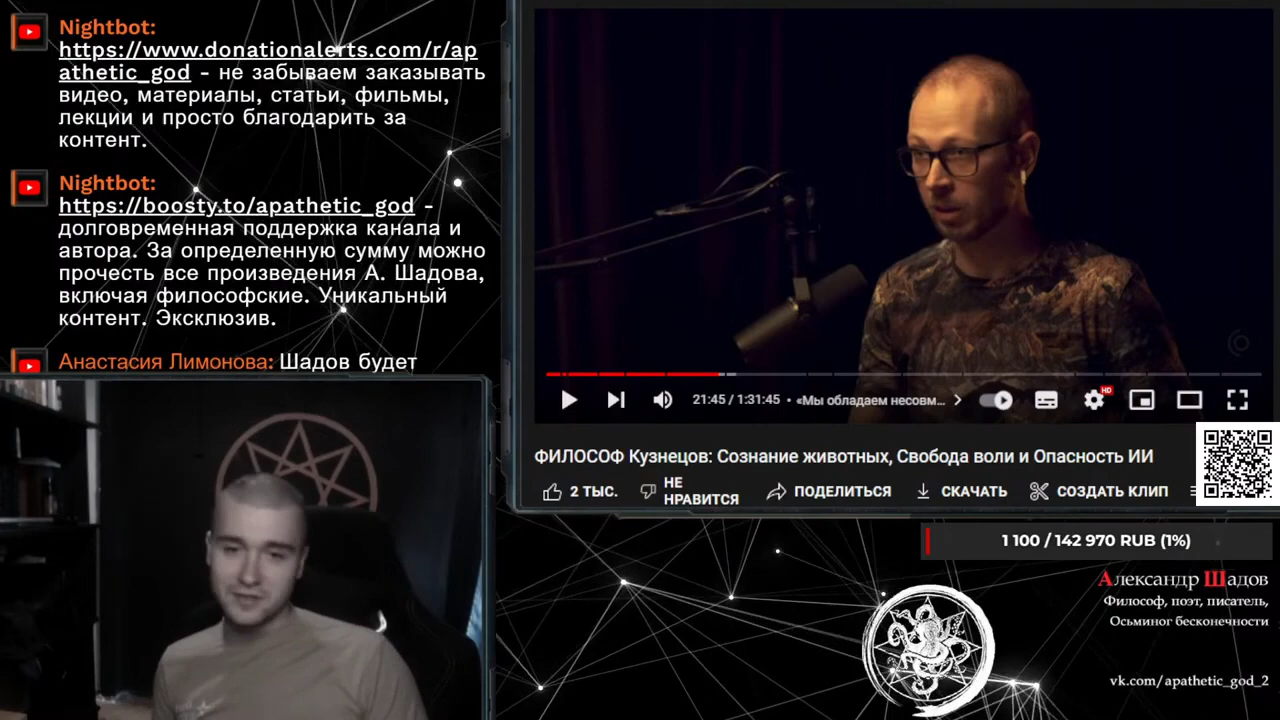 Nightbot:
https://www.donationalerts.com/r/ap
athetic_god - не забываем заказывать
видео, материалы, статьи, фильмы,
лекции и просто благодарить за
контент.
Nightbot:
https://boosty.to/apathetic_god -
долговременная поддержка канала и
автора. За определенную сумму можно
прочесть все произведения А. Шадова,
включая философские. Уникальный
контент. Эксклюзив.
Анастасия Лимонова: Шадов будет
21:45 / 1:31:45 • «Мы обладаем несовм...
HD
ФИЛОСОФ Кузнецов: Сознание животных, Свобода воли и Опасность ИИ
2 ТЫС.
НЕ
НРАВИТСЯ
ПОДЕЛИТЬСЯ
СКАЧАТЬ
СОЗДАТЬ КЛИП
1 100 / 142 970 RUB (1%)
Александр Шадов
Философ, поэт, писатель,
Осьминог бесконечности
vk.com/apathetic_god_2